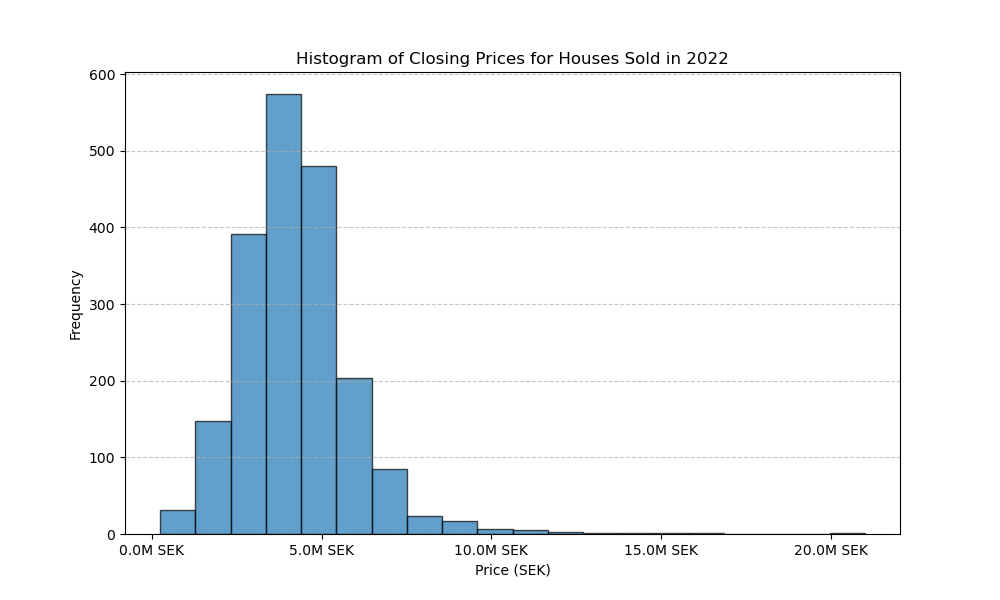 Histogram of Closing Prices for Houses Sold in 2022
600
500
400
300
200
100
0
Frequency
0.0M SEK 5.0M SEK 10.0M SEK 15.0M SEK 20.0M SEK
Price (SEK)